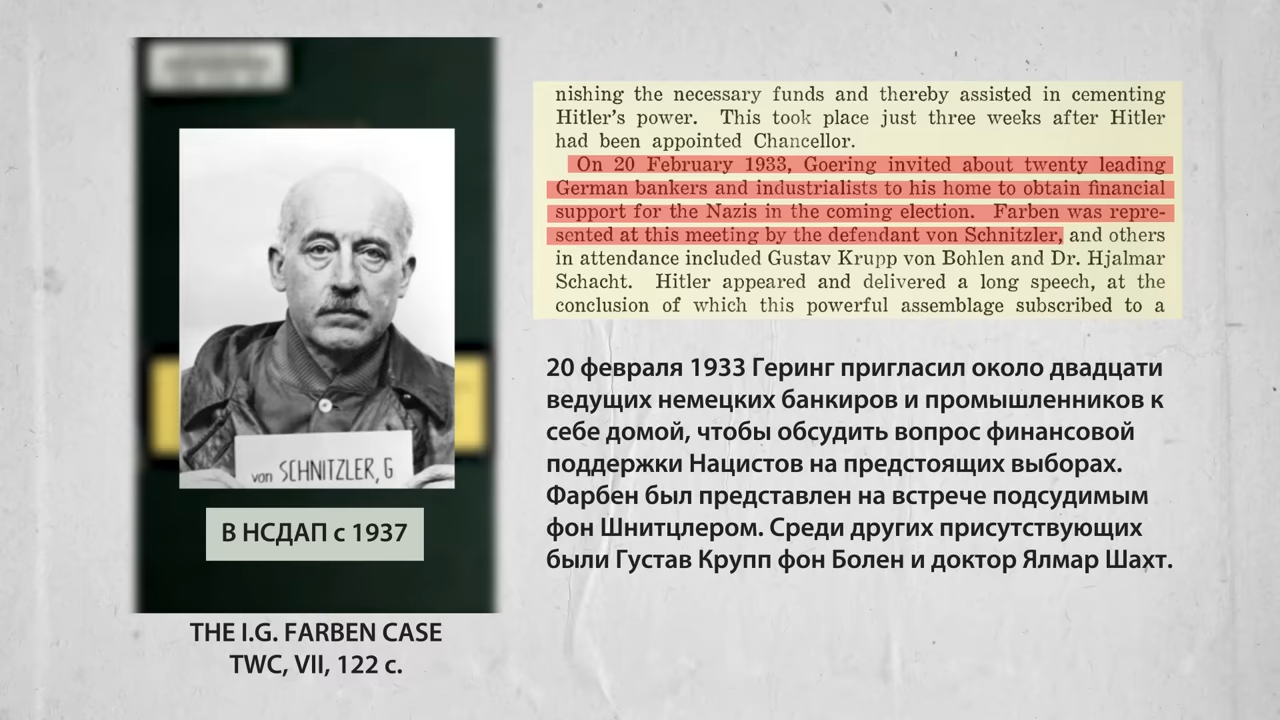 von SCHNITZLER, G
В НСДАП с 1937
THE I.G. FARBEN CASE
TWC, VII, 122 с.
nishing the necessary funds and thereby assisted in cementing
Hitler's power. This took place just three weeks after Hitler
had been appointed Chancellor.
On 20 February 1933, Goering invited about twenty leading
German bankers and industrialists to his home to obtain financial
support for the Nazis in the coming election. Farben was repre-
sented at this meeting by the defendant von Schnitzler, and others
in attendance included Gustav Krupp von Bohlen and Dr. Hjalmar
Schacht. Hitler appeared and delivered a long speech, at the
conclusion of which this powerful assemblage subscribed to a
20 февраля 1933 Геринг пригласил около двадцати
ведущих немецких банкиров и промышленников к
себе домой, чтобы обсудить вопрос финансовой
поддержки Нацистов на предстоящих выборах.
Фарбен был представлен на встрече подсудимым
фон Шнитцлером. Среди других присутствующих
были Густав Крупп фон Болен и доктор Ялмар Шахт.